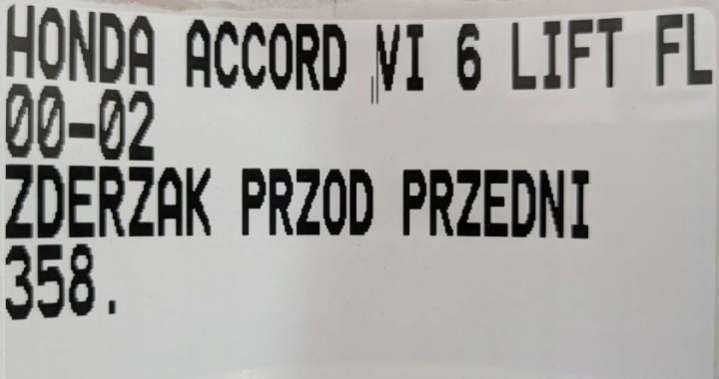 HONDA ACCORD VI 6 LIFT FL
00-02
ZDERZAK PRZOD PRZEDNI
358.